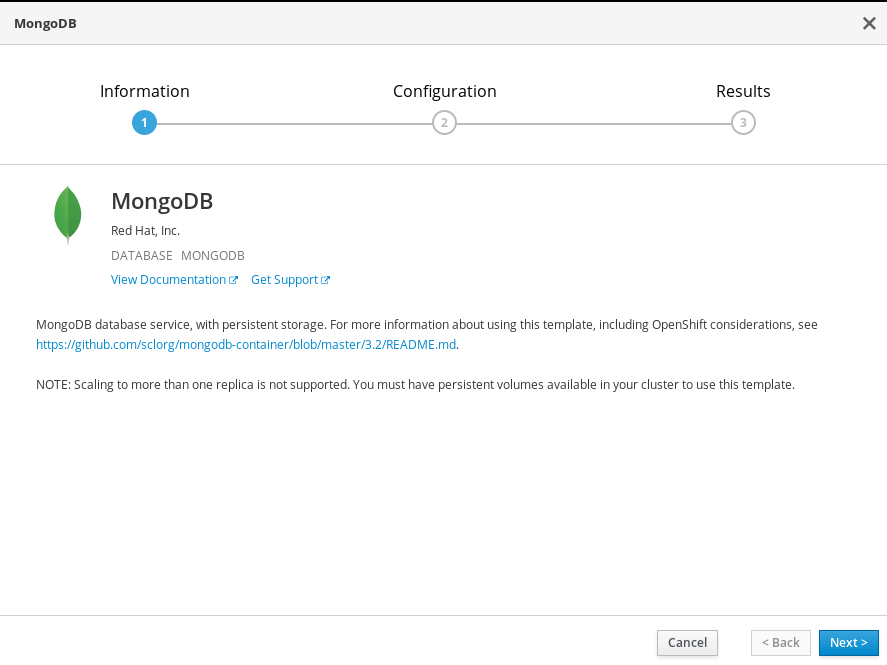 MongoDB
Information
Configuration
Results
1
2
3
MongoDB
Red Hat, Inc.
DATABASE MONGODB
View Documentation Get Support
MongoDB database service, with persistent storage. For more information about using this template, including OpenShift considerations, see
https://github.com/sclorg/mongodb-container/blob/master/3.2/README.md.
NOTE: Scaling to more than one replica is not supported. You must have persistent volumes available in your cluster to use this template.
Cancel
< Back
Next >